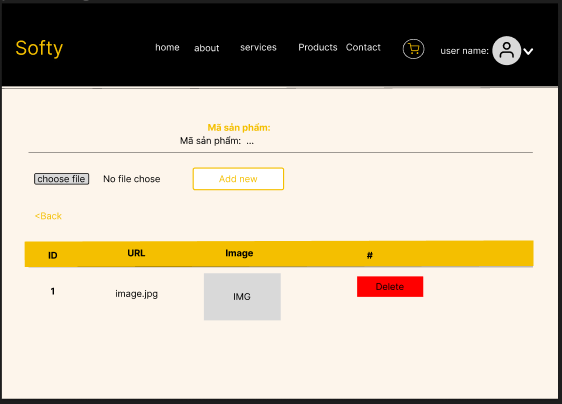 Softy
home about services Products Contact user name:
Mã sản phẩm:
Mã sản phẩm: ...
choose file No file chose Add new
<Back
ID URL Image #
1 image.jpg IMG Delete